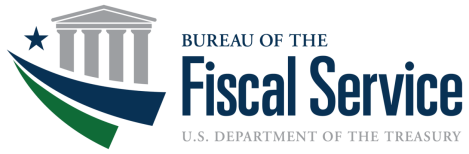 BUREAU OF THE
Fiscal Service
U.S. DEPARTMENT OF THE TREASURY